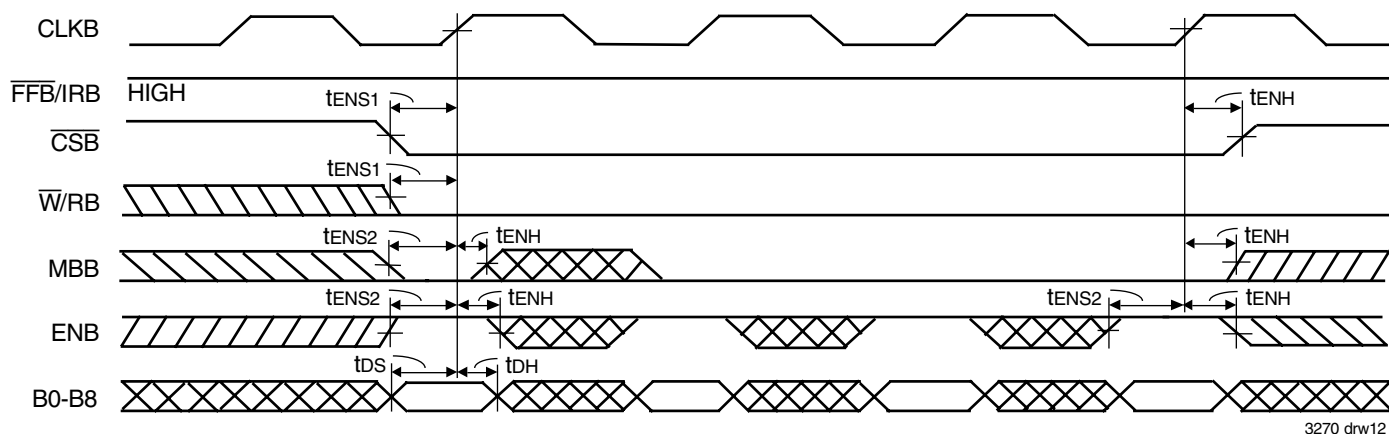 CLKB
FFB/IRB HIGH
tENS1 tENH
CSB
tENS1
W/RB
tENS2 tENH tENH
MBB
tENS2 tENH tENS2 tENH
ENB
tDS tDH
B0-B8
3270 drw12